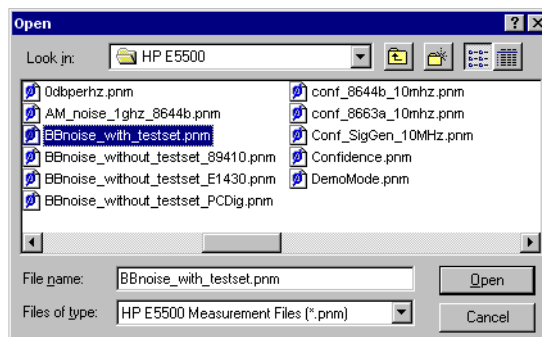 Open
Look in: HP E5500
0dbperhz.pnm
AM_noise_1ghz_8644b.pnm
BBnoise_with_testset.pnm
BBnoise_without_testset_89410.pnm
BBnoise_without_testset_E1430.pnm
BBnoise_without_testset_PCDig.pnm
conf_8644b_10mhz.pnm
conf_8663a_10mhz.pnm
Conf_SigGen_10MHz.pnm
Confidence.pnm
DemoMode.pnm
File name: BBnoise_with_testset.pnm
Open
Files of type: HP E5500 Measurement Files (*.pnm)
Cancel